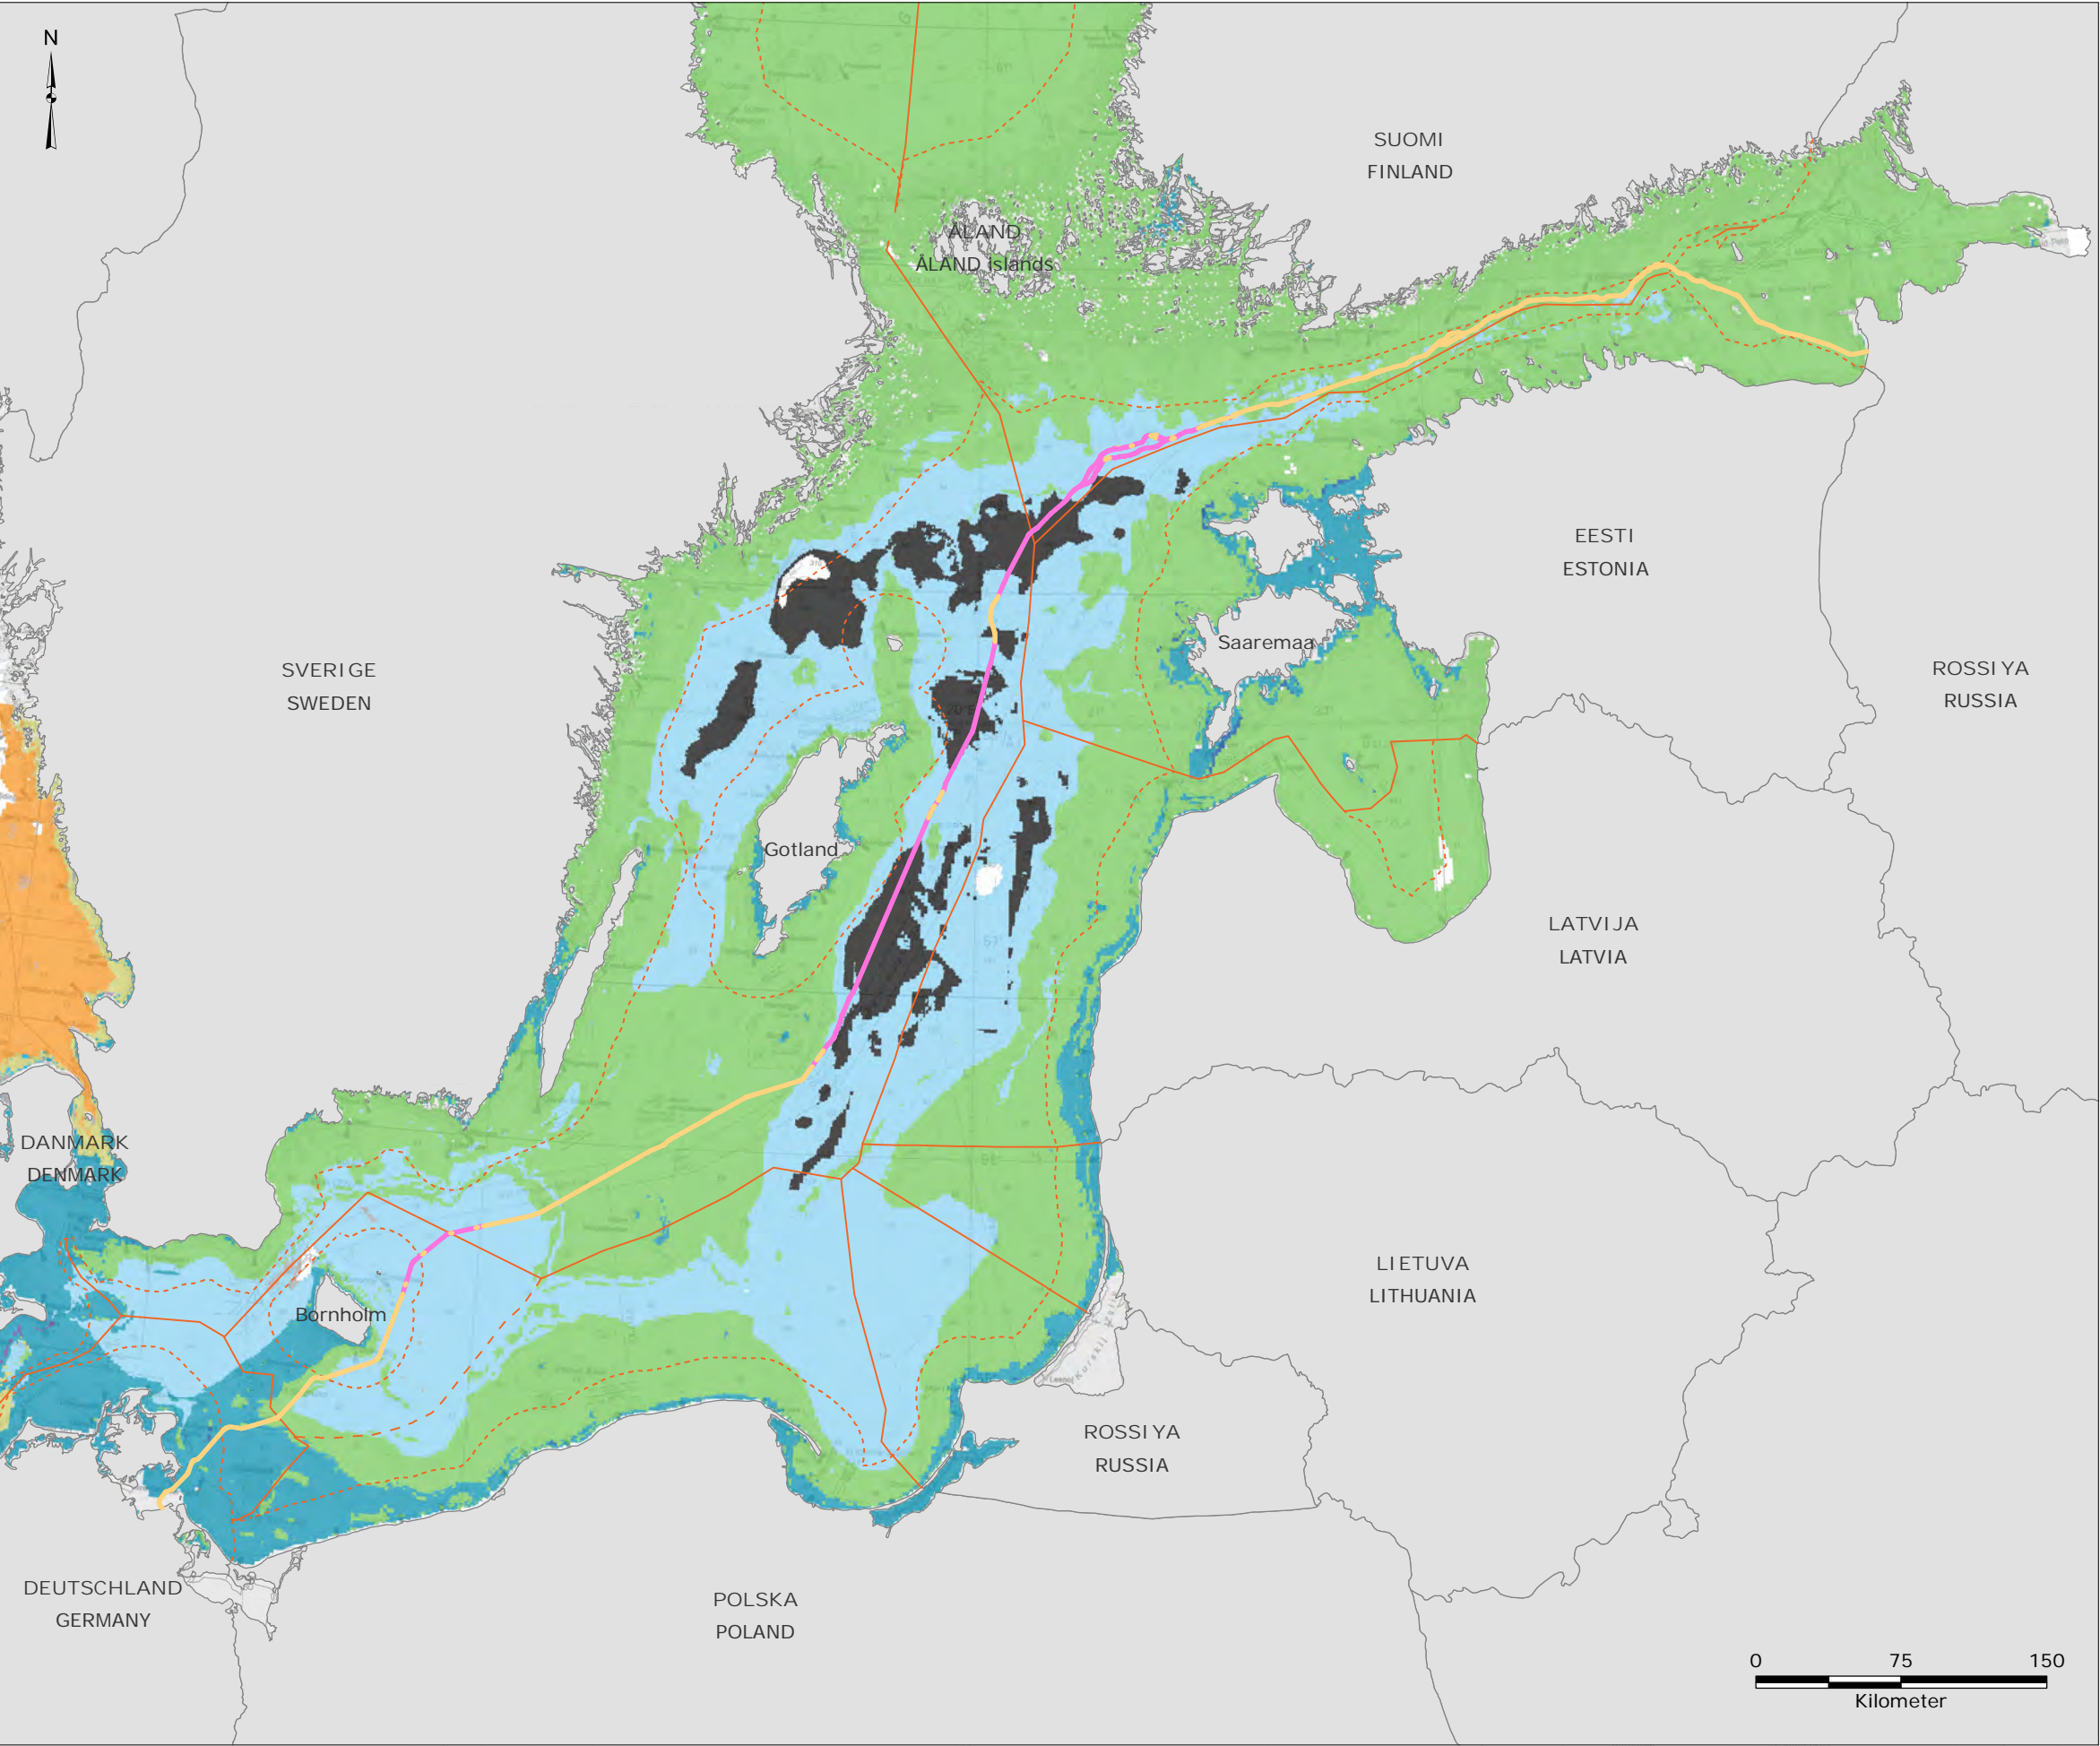 N
SUOMI
FINLAND
ÅLAND
ÅLAND islands
EESTI
ESTONIA
Saaremaa
ROSSIYA
RUSSIA
SVERIGE
SWEDEN
Gotland
LATVIJA
LATVIA
DANMARK
DENMARK
LIETUVA
LITHUANIA
Bornholm
ROSSIYA
RUSSIA
DEUTSCHLAND
GERMANY
POLSKA
POLAND
0 75 150
Kilometer